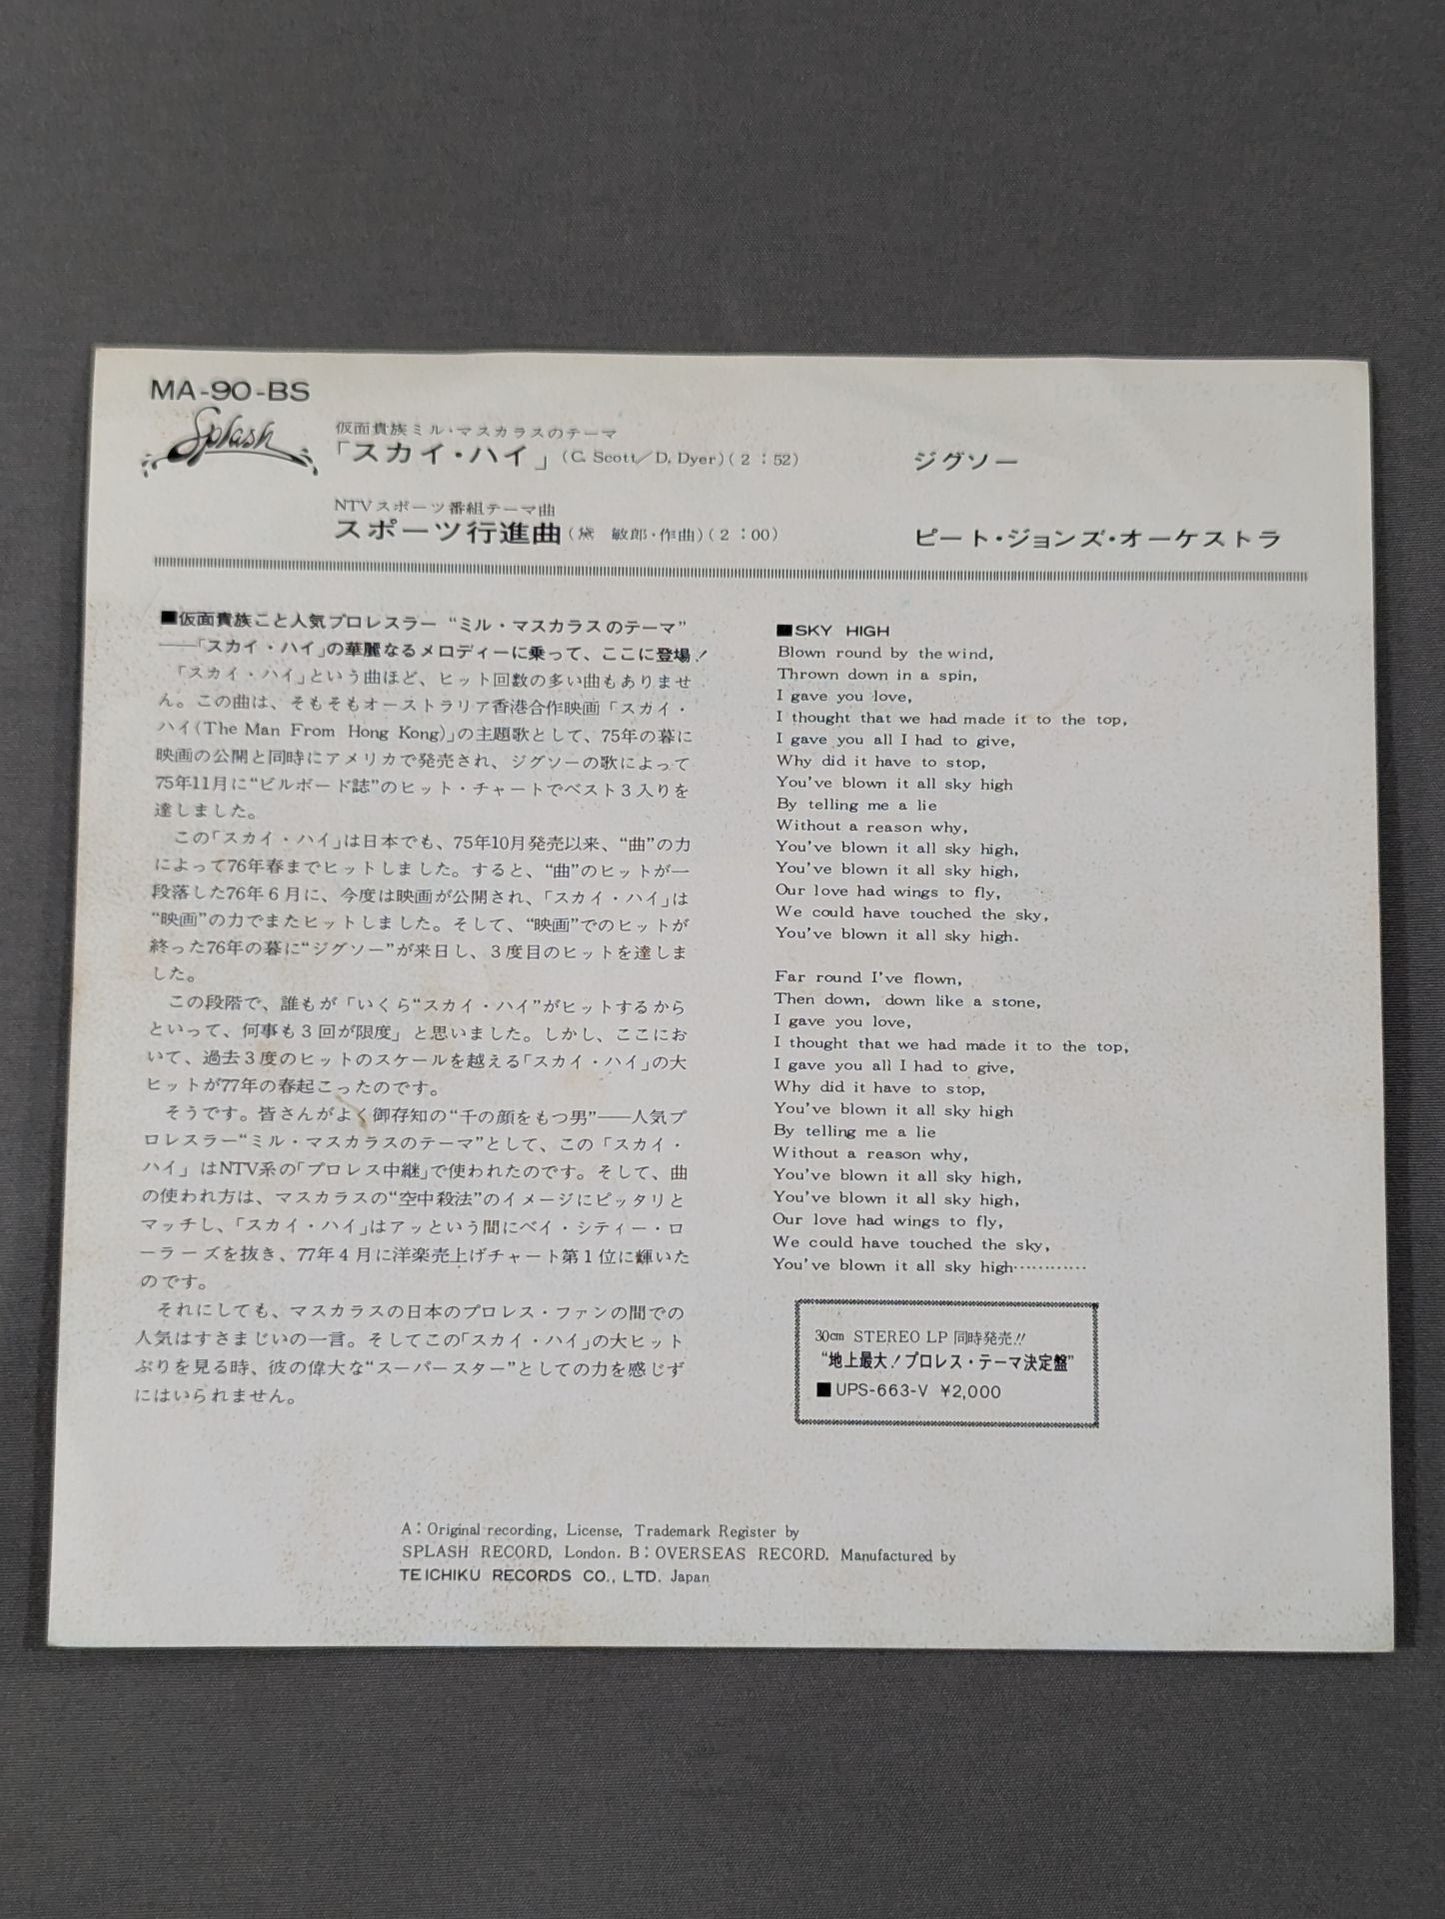 MA-90-BS
Splash
仮面貴族ミル・マスカラスのテーマ
「スカイ・ハイ」(C. Scott／D. Dyer)(2：52) ジグソー
NTVスポーツ番組テーマ曲
スポーツ行進曲(黛 敏郎・作曲)(2：00) ピート・ジョンズ・オーケストラ
■仮面貴族こと人気プロレスラー “ミル・マスカラスのテーマ”
——「スカイ・ハイ」の華麗なるメロディーに乗って、ここに登場！
「スカイ・ハイ」という曲ほど、ヒット回数の多い曲もありませ
ん。この曲は、そもそもオーストラリア香港合作映画「スカイ・
ハイ(The Man From Hong Kong)」の主題歌として、75年の暮に
映画の公開と同時にアメリカで発売され、ジグソーの歌によって
75年11月に“ビルボード誌”のヒット・チャートでベスト３入りを
達しました。
この「スカイ・ハイ」は日本でも、75年10月発売以来、“曲”の力
によって76年春までヒットしました。すると、“曲”のヒットが一
段落した76年６月に、今度は映画が公開され、「スカイ・ハイ」は
“映画”の力でまたヒットしました。そして、“映画”でのヒットが
終った76年の暮に“ジグソー”が来日し、３度目のヒットを達しま
した。
この段階で、誰もが「いくら“スカイ・ハイ”がヒットするから
といって、何事も３回が限度」と思いました。しかし、ここにお
いて、過去３度のヒットのスケールを越える「スカイ・ハイ」の大
ヒットが77年の春起こったのです。
そうです。皆さんがよく御存知の“千の顔をもつ男”——人気プ
ロレスラー“ミル・マスカラスのテーマ”として、この「スカイ・
ハイ」はNTV系の「プロレス中継」で使われたのです。そして、曲
の使われ方は、マスカラスの“空中殺法”のイメージにピッタリと
マッチし、「スカイ・ハイ」はアッという間にベイ・シティー・ロ
ーラーズを抜き、77年４月に洋楽売上げチャート第１位に輝いた
のです。
それにしても、マスカラスの日本のプロレス・ファンの間での
人気はすさまじいの一言。そしてこの「スカイ・ハイ」の大ヒット
ぶりを見る時、彼の偉大な“スーパースター”としての力を感じず
にはいられません。
■SKY HIGH
Blown round by the wind,
Thrown down in a spin,
I gave you love,
I thought that we had made it to the top,
I gave you all I had to give,
Why did it have to stop,
You've blown it all sky high
By telling me a lie
Without a reason why,
You've blown it all sky high,
You've blown it all sky high,
Our love had wings to fly,
We could have touched the sky,
You've blown it all sky high.
Far round I've flown,
Then down, down like a stone,
I gave you love,
I thought that we had made it to the top,
I gave you all I had to give,
Why did it have to stop,
You've blown it all sky high
By telling me a lie
Without a reason why,
You've blown it all sky high,
You've blown it all sky high,
Our love had wings to fly,
We could have touched the sky,
You've blown it all sky high…………
30cm STEREO LP 同時発売!!
“地上最大！プロレス・テーマ決定盤”
■UPS-663-V ¥2,000
A：Original recording, License, Trademark Register by
SPLASH RECORD, London. B：OVERSEAS RECORD. Manufactured by
TEICHIKU RECORDS CO., LTD. Japan